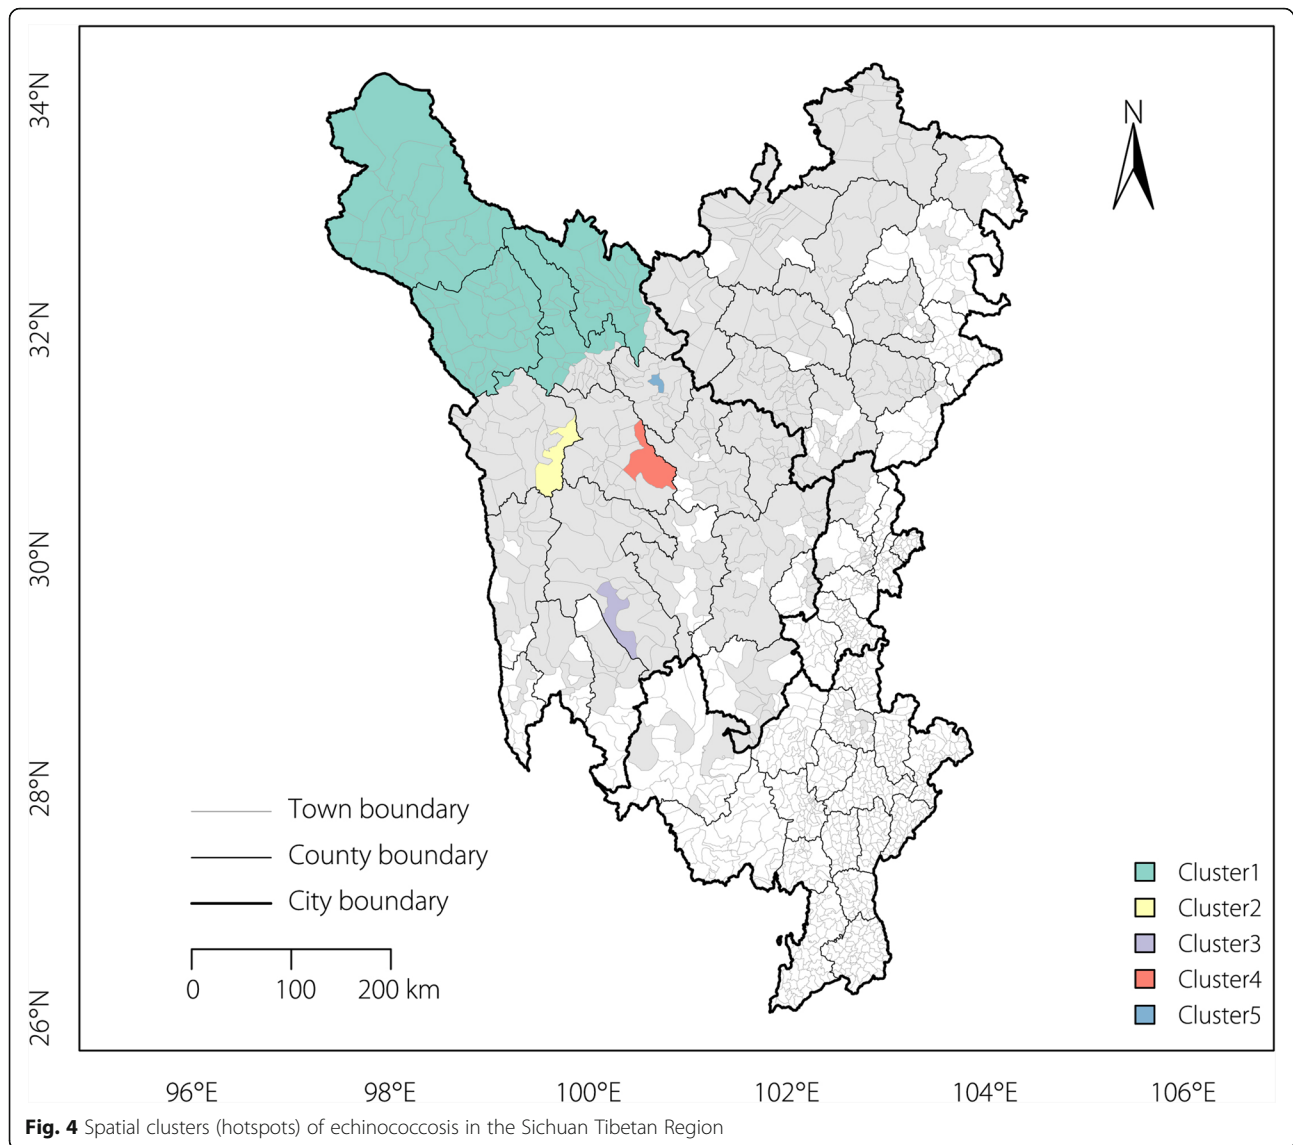 34°N
32°N
30°N
28°N
26°N
N
Town boundary
County boundary
City boundary
0 100 200 km
Cluster1
Cluster2
Cluster3
Cluster4
Cluster5
96°E 98°E 100°E 102°E 104°E 106°E
Fig. 4 Spatial clusters (hotspots) of echinococcosis in the Sichuan Tibetan Region